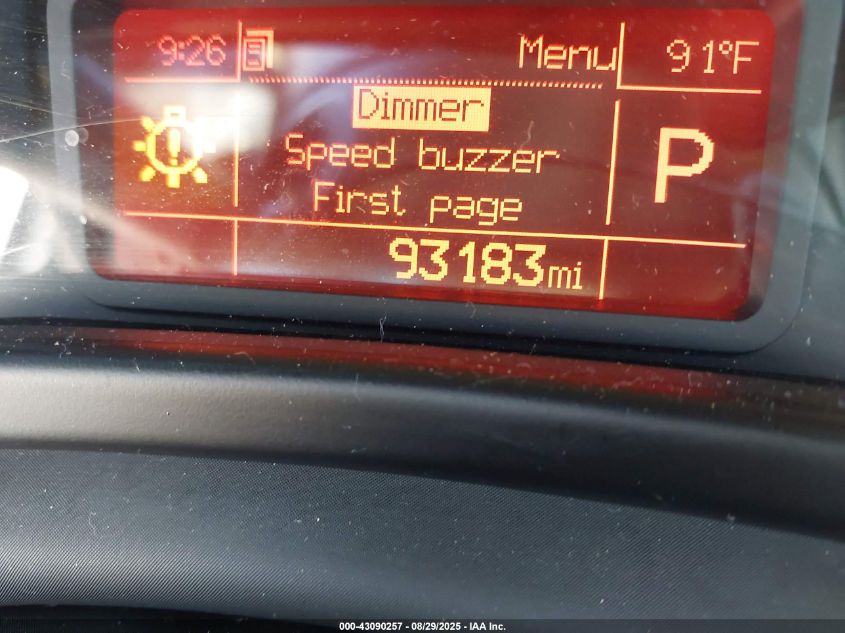 9:26 Menu 91°F
Dimmer
Speed buzzer
First page
P
93183mi
000-43090257 - 08/29/2025 - IAA Inc.